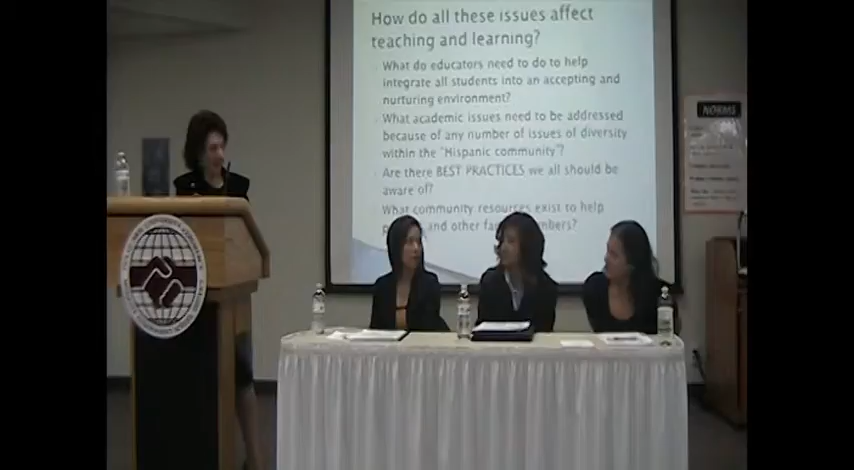 How do all these issues affect
teaching and learning?
What do educators need to do to help
integrate all students into an accepting and
nurturing environment?
What academic issues need to be addressed
because of any number of issues of diversity
within the "Hispanic community"?
Are there BEST PRACTICES we all should be
aware of?
What community resources exist to help
and other
NORMS